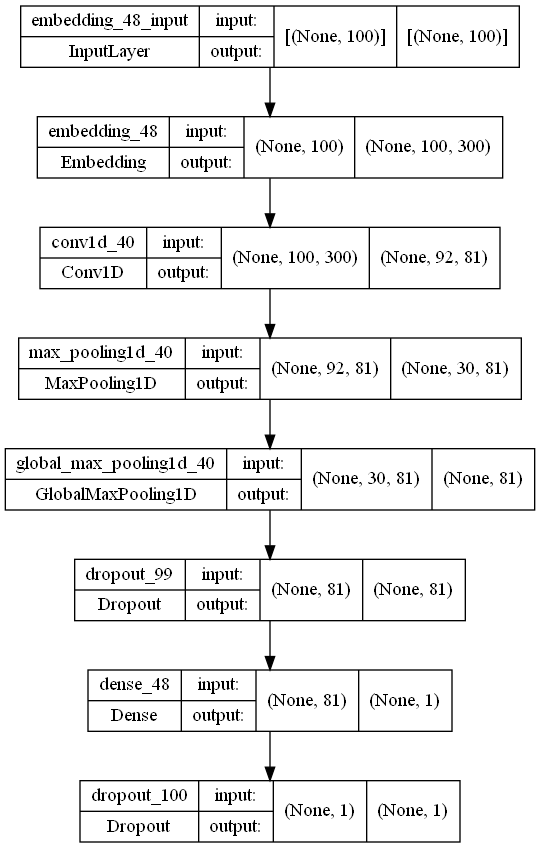 embedding_48_input input: [(None, 100)] [(None, 100)]
InputLayer output:
embedding_48 input: (None, 100) (None, 100, 300)
Embedding output:
conv1d_40 input: (None, 100, 300) (None, 92, 81)
Conv1D output:
max_pooling1d_40 input: (None, 92, 81) (None, 30, 81)
MaxPooling1D output:
global_max_pooling1d_40 input: (None, 30, 81) (None, 81)
GlobalMaxPooling1D output:
dropout_99 input: (None, 81) (None, 81)
Dropout output:
dense_48 input: (None, 81) (None, 1)
Dense output:
dropout_100 input: (None, 1) (None, 1)
Dropout output: